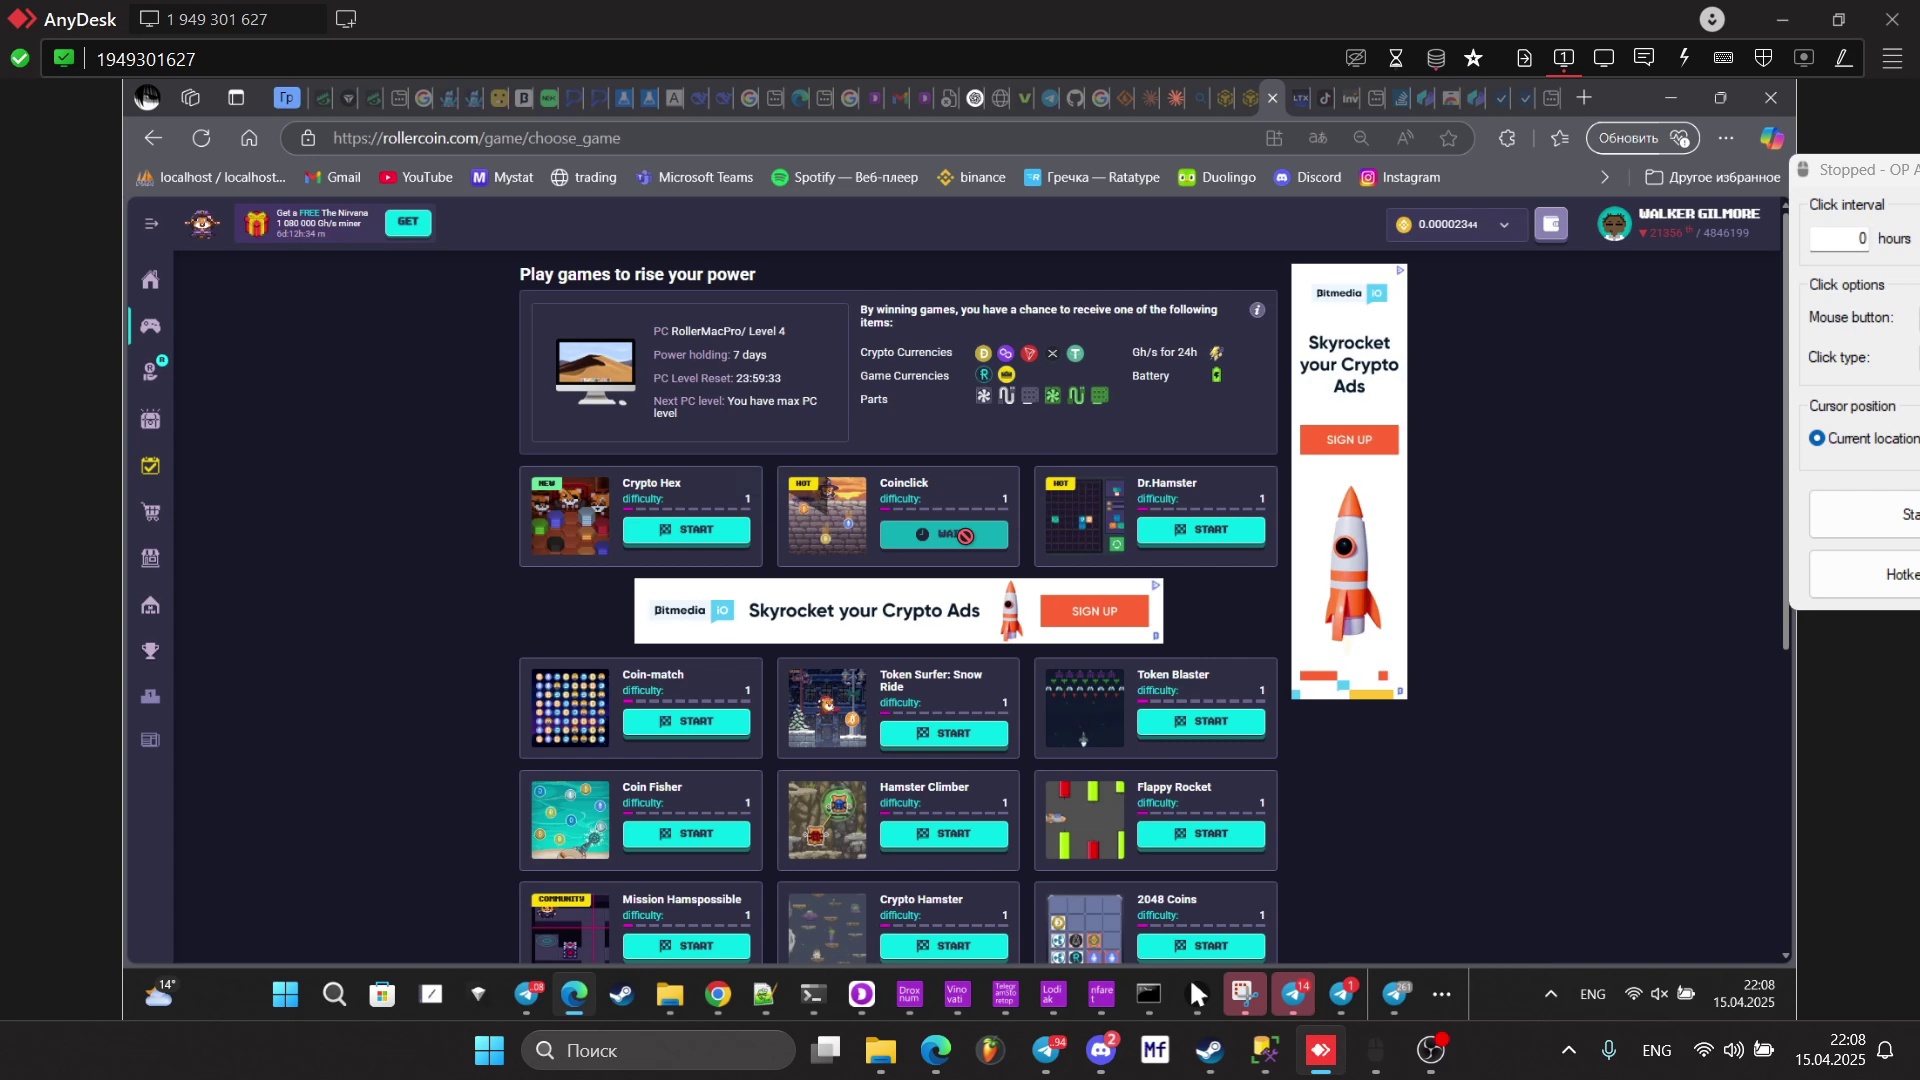 AnyDesk
1 949 301 627
1949301627
Гр
https://rollercoin.com/game/choose_game
Обновить
localhost / localhost...
Gmail
YouTube
Mystat
trading
Microsoft Teams
Spotify — Веб-плеер
binance
Гречка — Ratatype
Duolingo
Discord
Instagram
Другое избранное
Stopped - OP A
Click interval
0 hours
Click options
Mouse button:
Click type:
Cursor position
Current location
Sta
Hotke
Get a FREE The Nirvana
1 080 000 Gh/s miner
6d:12h:34 m
GET
0.00002344
WALKER GILMORE
21356 th / 4846199
Play games to rise your power
PC RollerMacPro/ Level 4
Power holding: 7 days
PC Level Reset: 23:59:33
Next PC level: You have max PC
level
By winning games, you have a chance to receive one of the following
items:
Crypto Currencies
Gh/s for 24h
Game Currencies
Battery
Parts
Bitmedia IO
Skyrocket
your Crypto
Ads
SIGN UP
NEW
Crypto Hex
difficulty: 1
START
HOT
Coinclick
difficulty: 1
HOT
Dr.Hamster
difficulty: 1
START
Bitmedia IO
Skyrocket your Crypto Ads
SIGN UP
Coin-match
difficulty: 1
START
Token Surfer: Snow
Ride
difficulty: 1
START
Token Blaster
difficulty: 1
START
Coin Fisher
difficulty: 1
START
Hamster Climber
difficulty: 1
START
Flappy Rocket
difficulty: 1
START
COMMUNITY
Mission Hamspossible
difficulty: 1
START
Crypto Hamster
difficulty: 1
START
2048 Coins
difficulty: 1
START
14°
ENG
22:08
15.04.2025
Поиск
ENG
22:08
15.04.2025